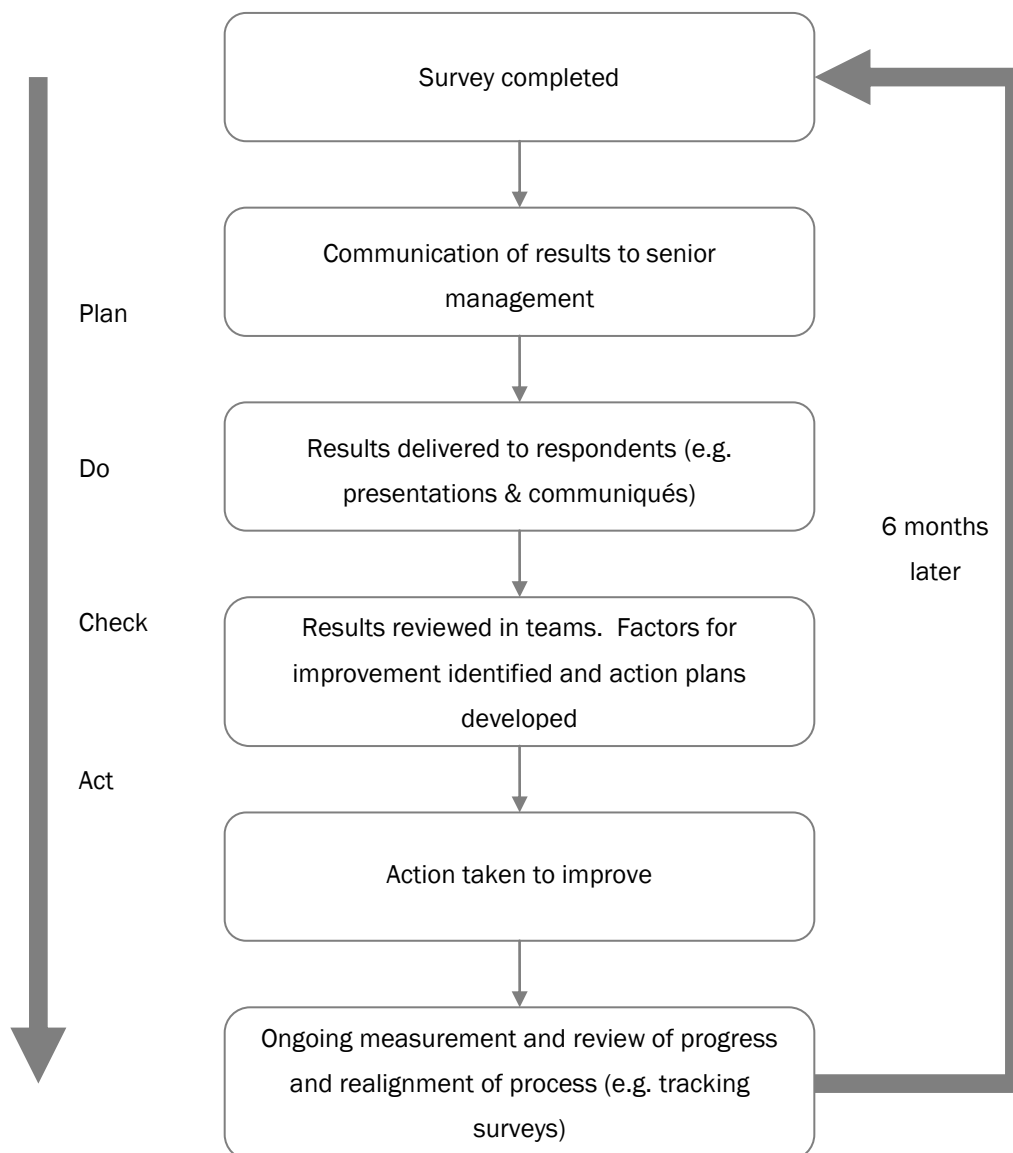 Survey completed
Communication of results to senior
management
Plan
Results delivered to respondents (e.g.
presentations & communiqués)
Do
6 months
later
Check
Results reviewed in teams.  Factors for
improvement identified and action plans
developed
Act
Action taken to improve
Ongoing measurement and review of progress
and realignment of process (e.g. tracking
surveys)